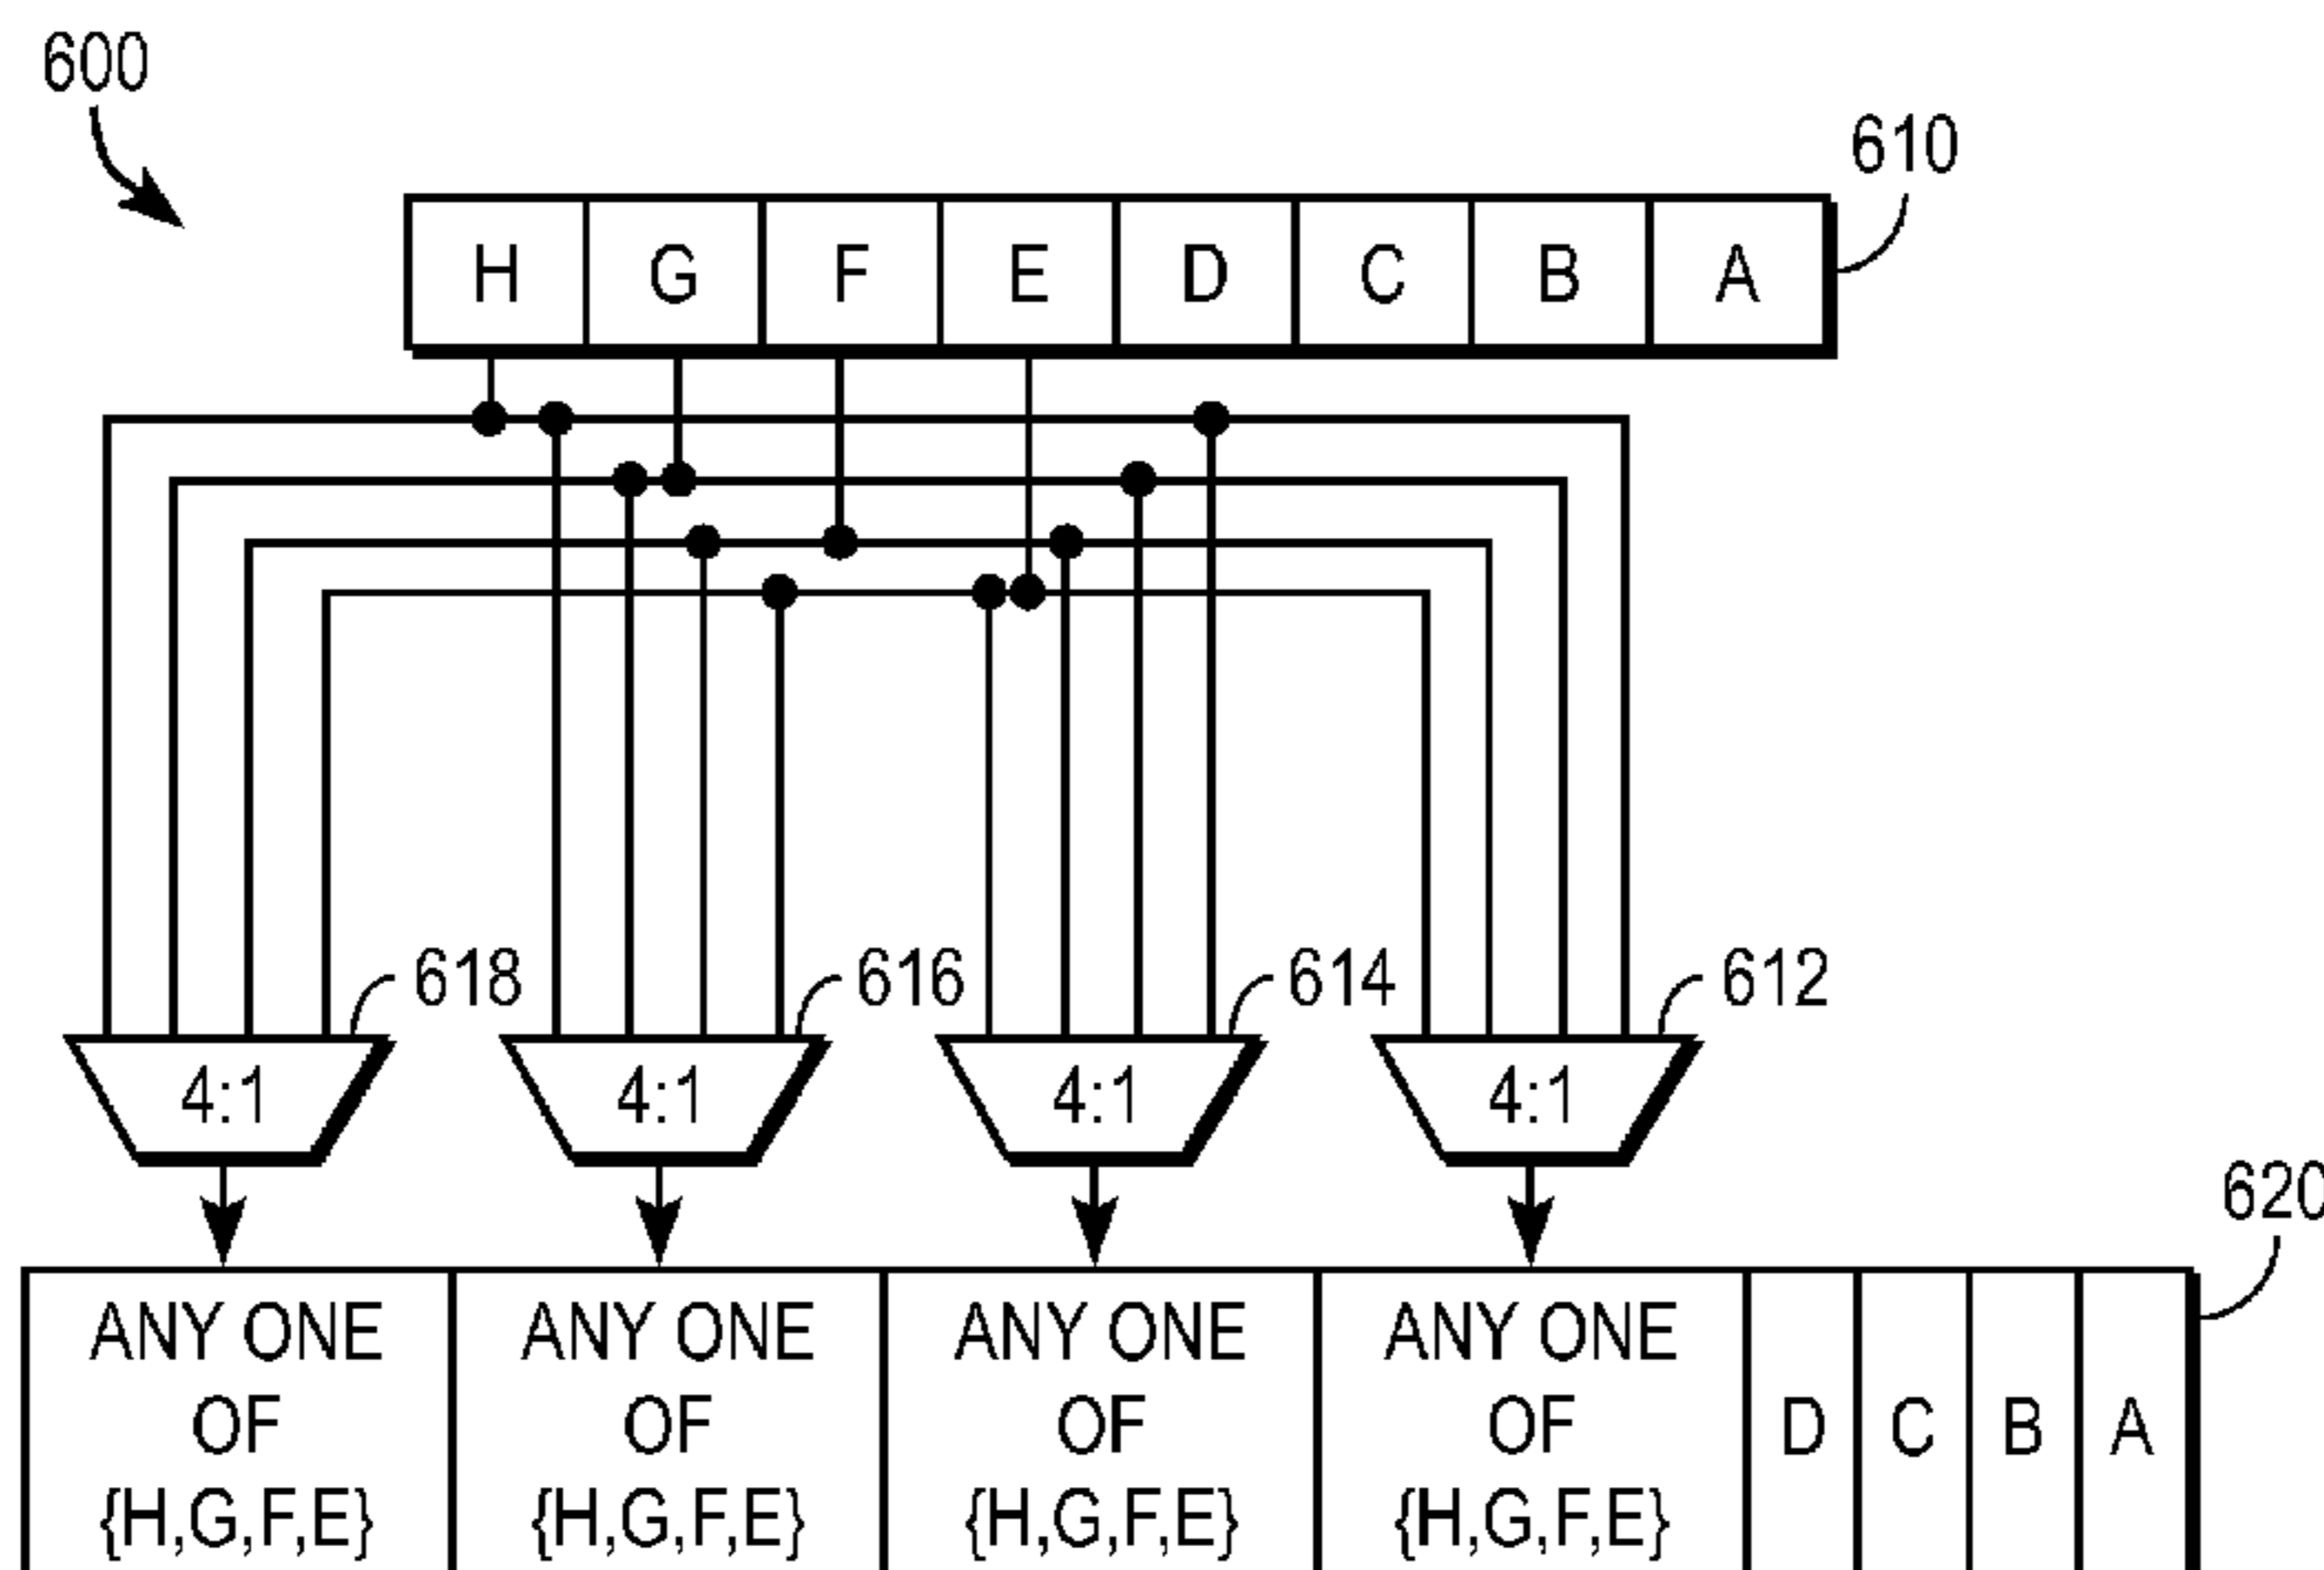 600
610
H G F E D C B A
618 616 614 612
4:1 4:1 4:1 4:1
620
ANY ONE ANY ONE ANY ONE ANY ONE
OF OF OF OF D C B A
{H,G,F,E} {H,G,F,E} {H,G,F,E} {H,G,F,E}